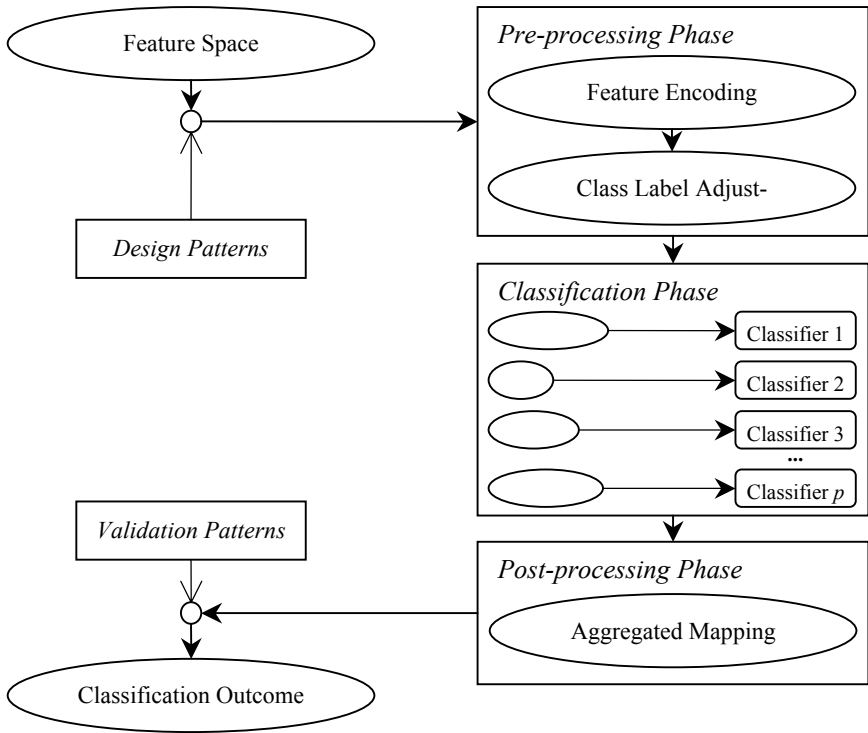 Feature Space
Design Patterns
Pre-processing Phase
Feature Encoding
Class Label Adjust-
Classification Phase
Classifier 1
Classifier 2
Classifier 3
...
Classifier p
Post-processing Phase
Aggregated Mapping
Validation Patterns
Classification Outcome